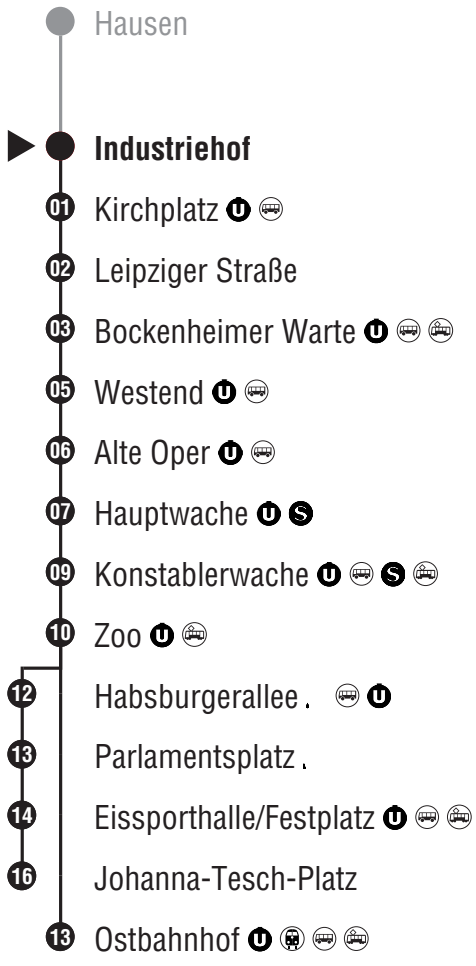 Hausen
Industriehof
01 Kirchplatz U
02 Leipziger Straße
03 Bockenheimer Warte U
05 Westend U
06 Alte Oper U
07 Hauptwache U S
09 Konstablerwache U S
10 Zoo U
12 Habsburgerallee . U
13 Parlamentsplatz .
14 Eissporthalle/Festplatz U
16 Johanna-Tesch-Platz
13 Ostbahnhof U